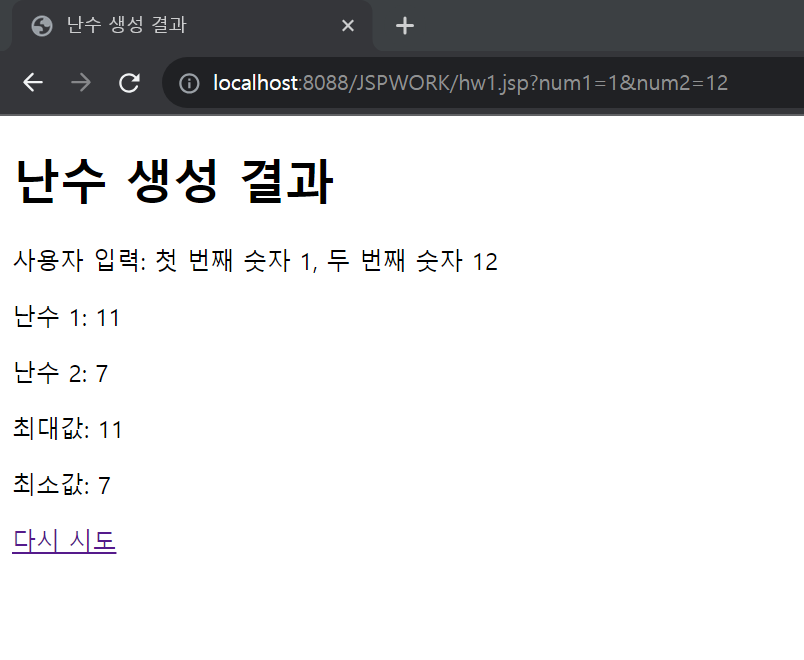 난수 생성 결과
localhost:8088/JSPWORK/hw1.jsp?num1=1&num2=12
난수 생성 결과
사용자 입력: 첫 번째 숫자 1, 두 번째 숫자 12
난수 1: 11
난수 2: 7
최대값: 11
최소값: 7
다시 시도